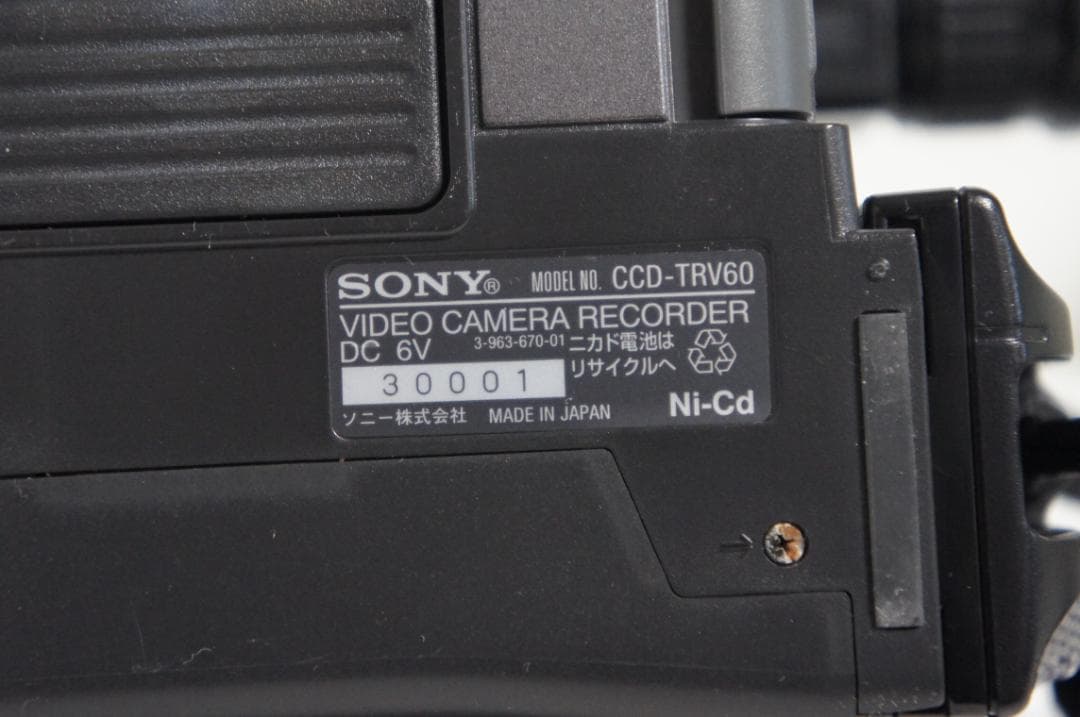 SONY® MODEL NO. CCD-TRV60
VIDEO CAMERA RECORDER
DC 6V 3-963-670-01 ニカド電池は
リサイクルへ
30001
ソニー株式会社 MADE IN JAPAN Ni-Cd